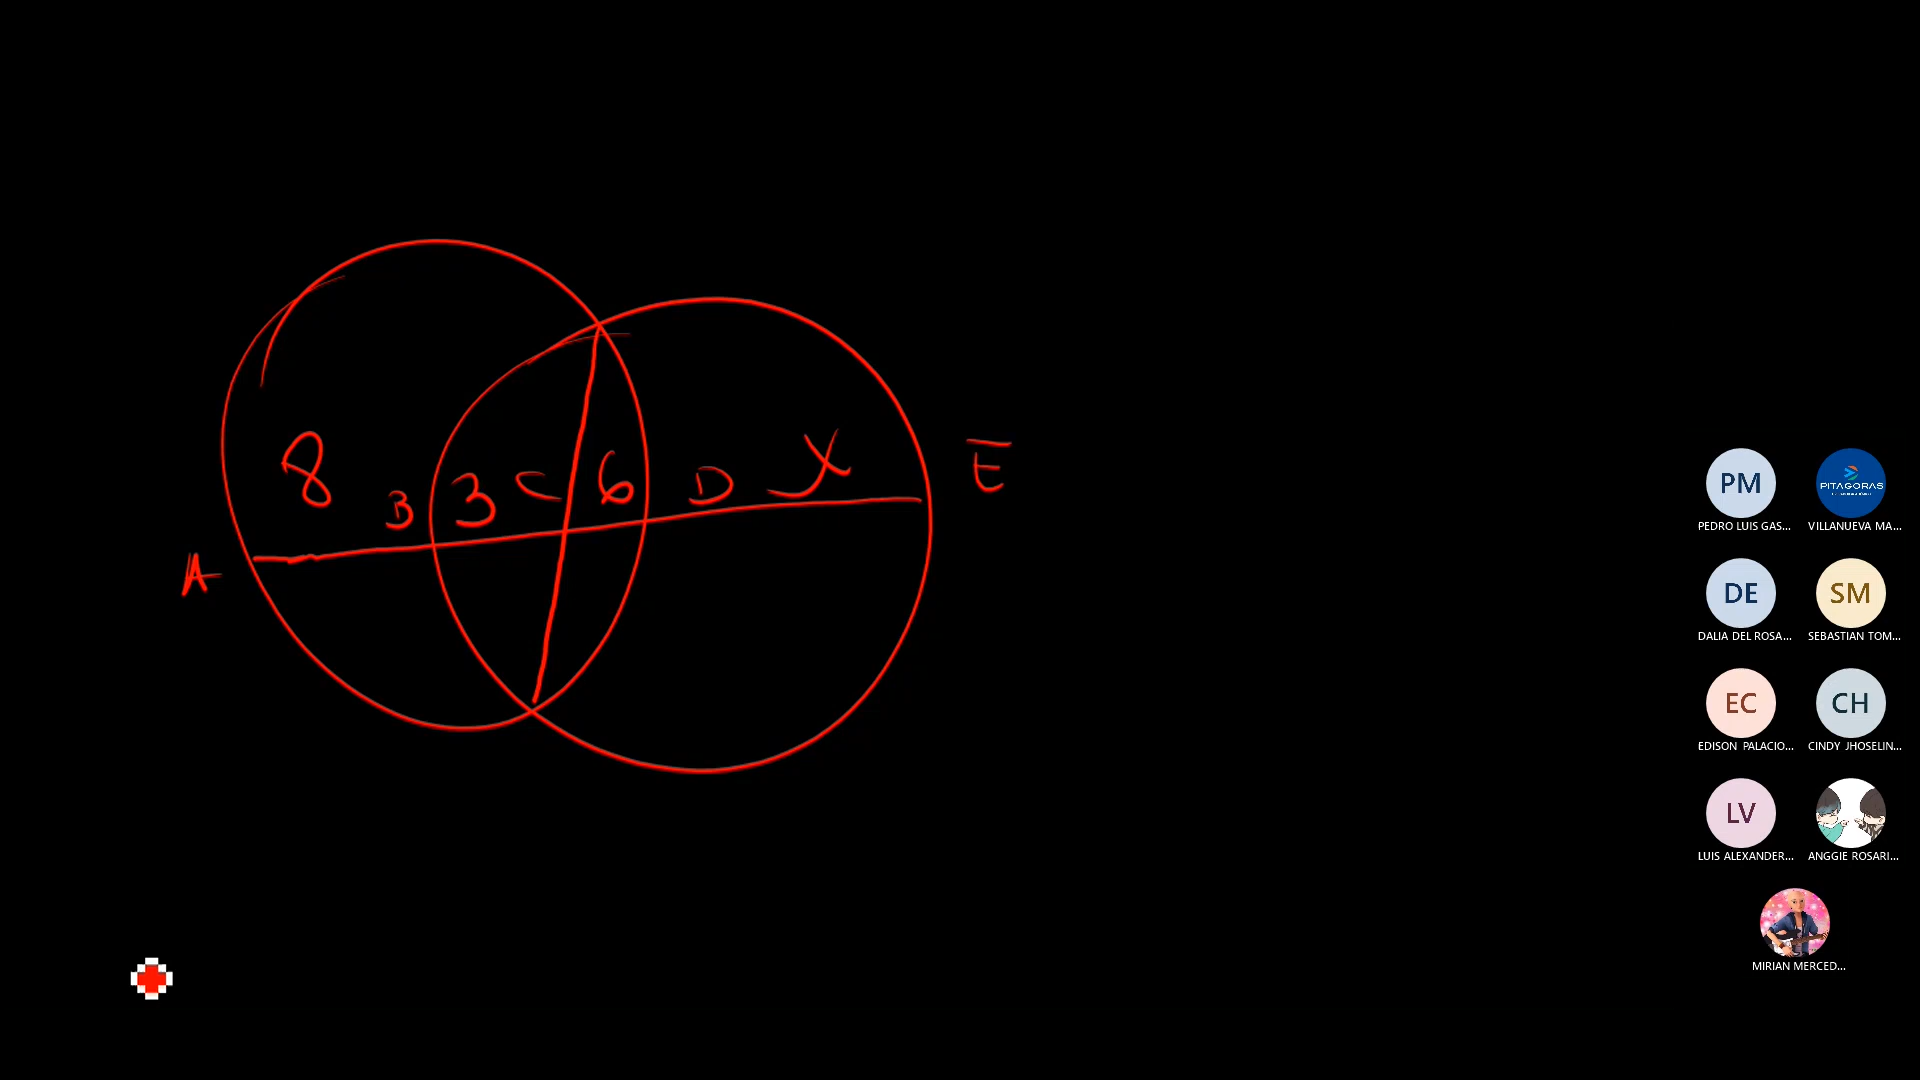 8 B 3 C 6 D X E
A
PM PITAGORAS
PEDRO LUIS GAS... VILLANUEVA MA...
DE SM
DALIA DEL ROSA... SEBASTIAN TOM...
EC CH
EDISON PALACIO... CINDY JHOSELIN...
LV
LUIS ALEXANDER... ANGGIE ROSARI...
MIRIAN MERCED...